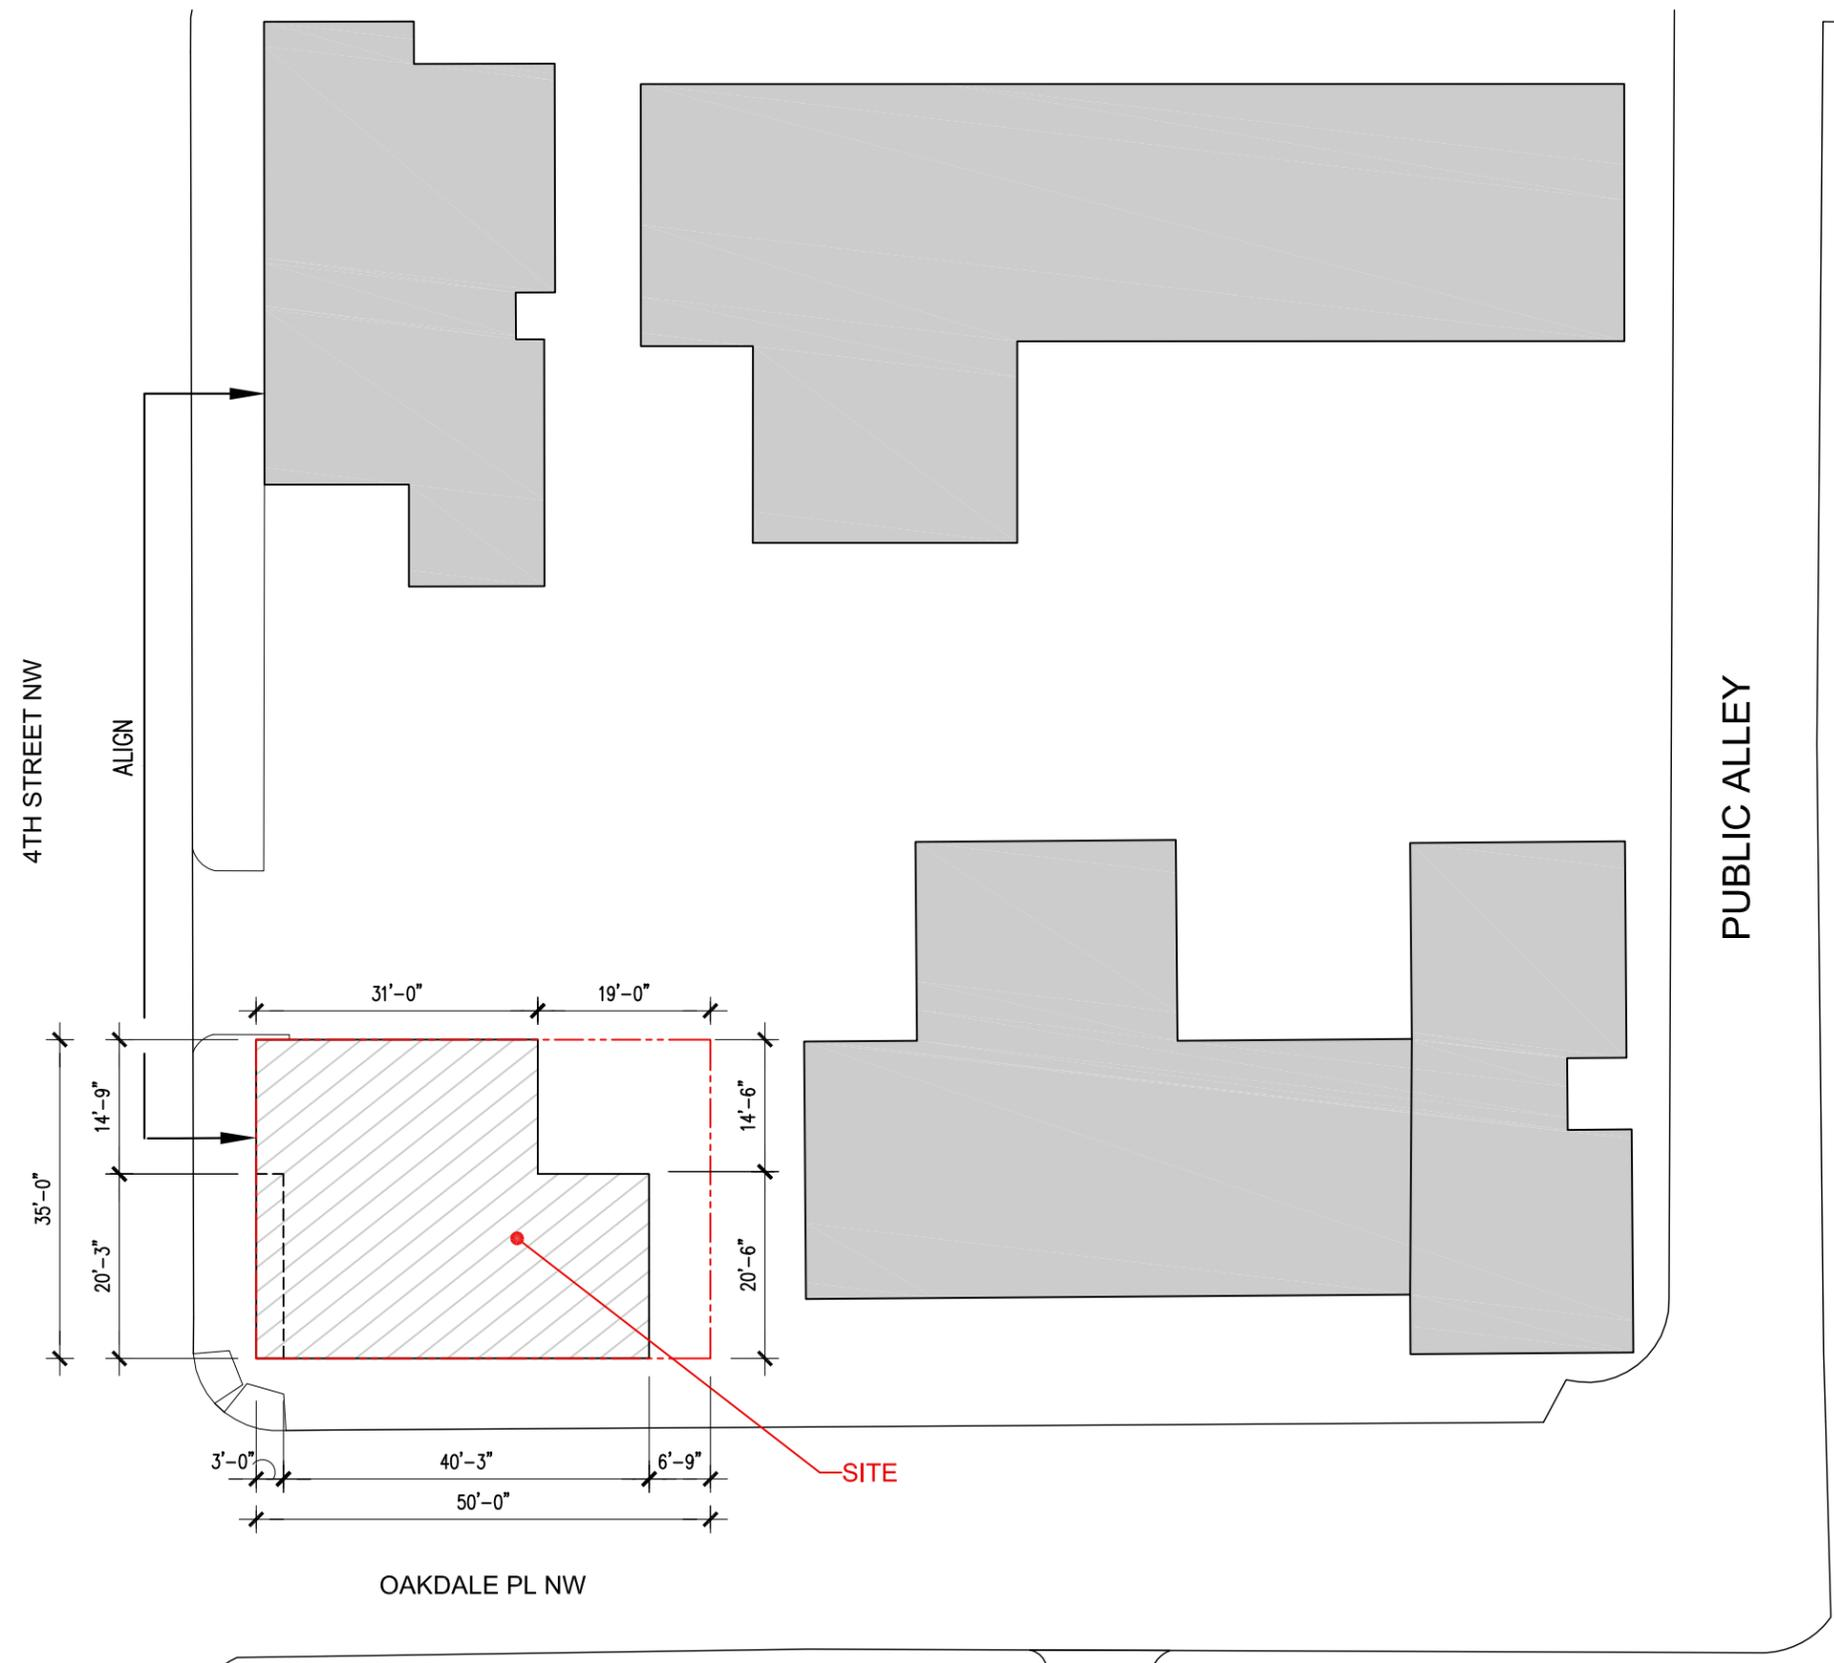 4TH STREET NW
ALIGN
PUBLIC ALLEY
31'-0"
19'-0"
14'-9"
14'-6"
35'-0"
20'-3"
20'-6"
3'-0"
40'-3"
6'-9"
SITE
50'-0"
OAKDALE PL NW